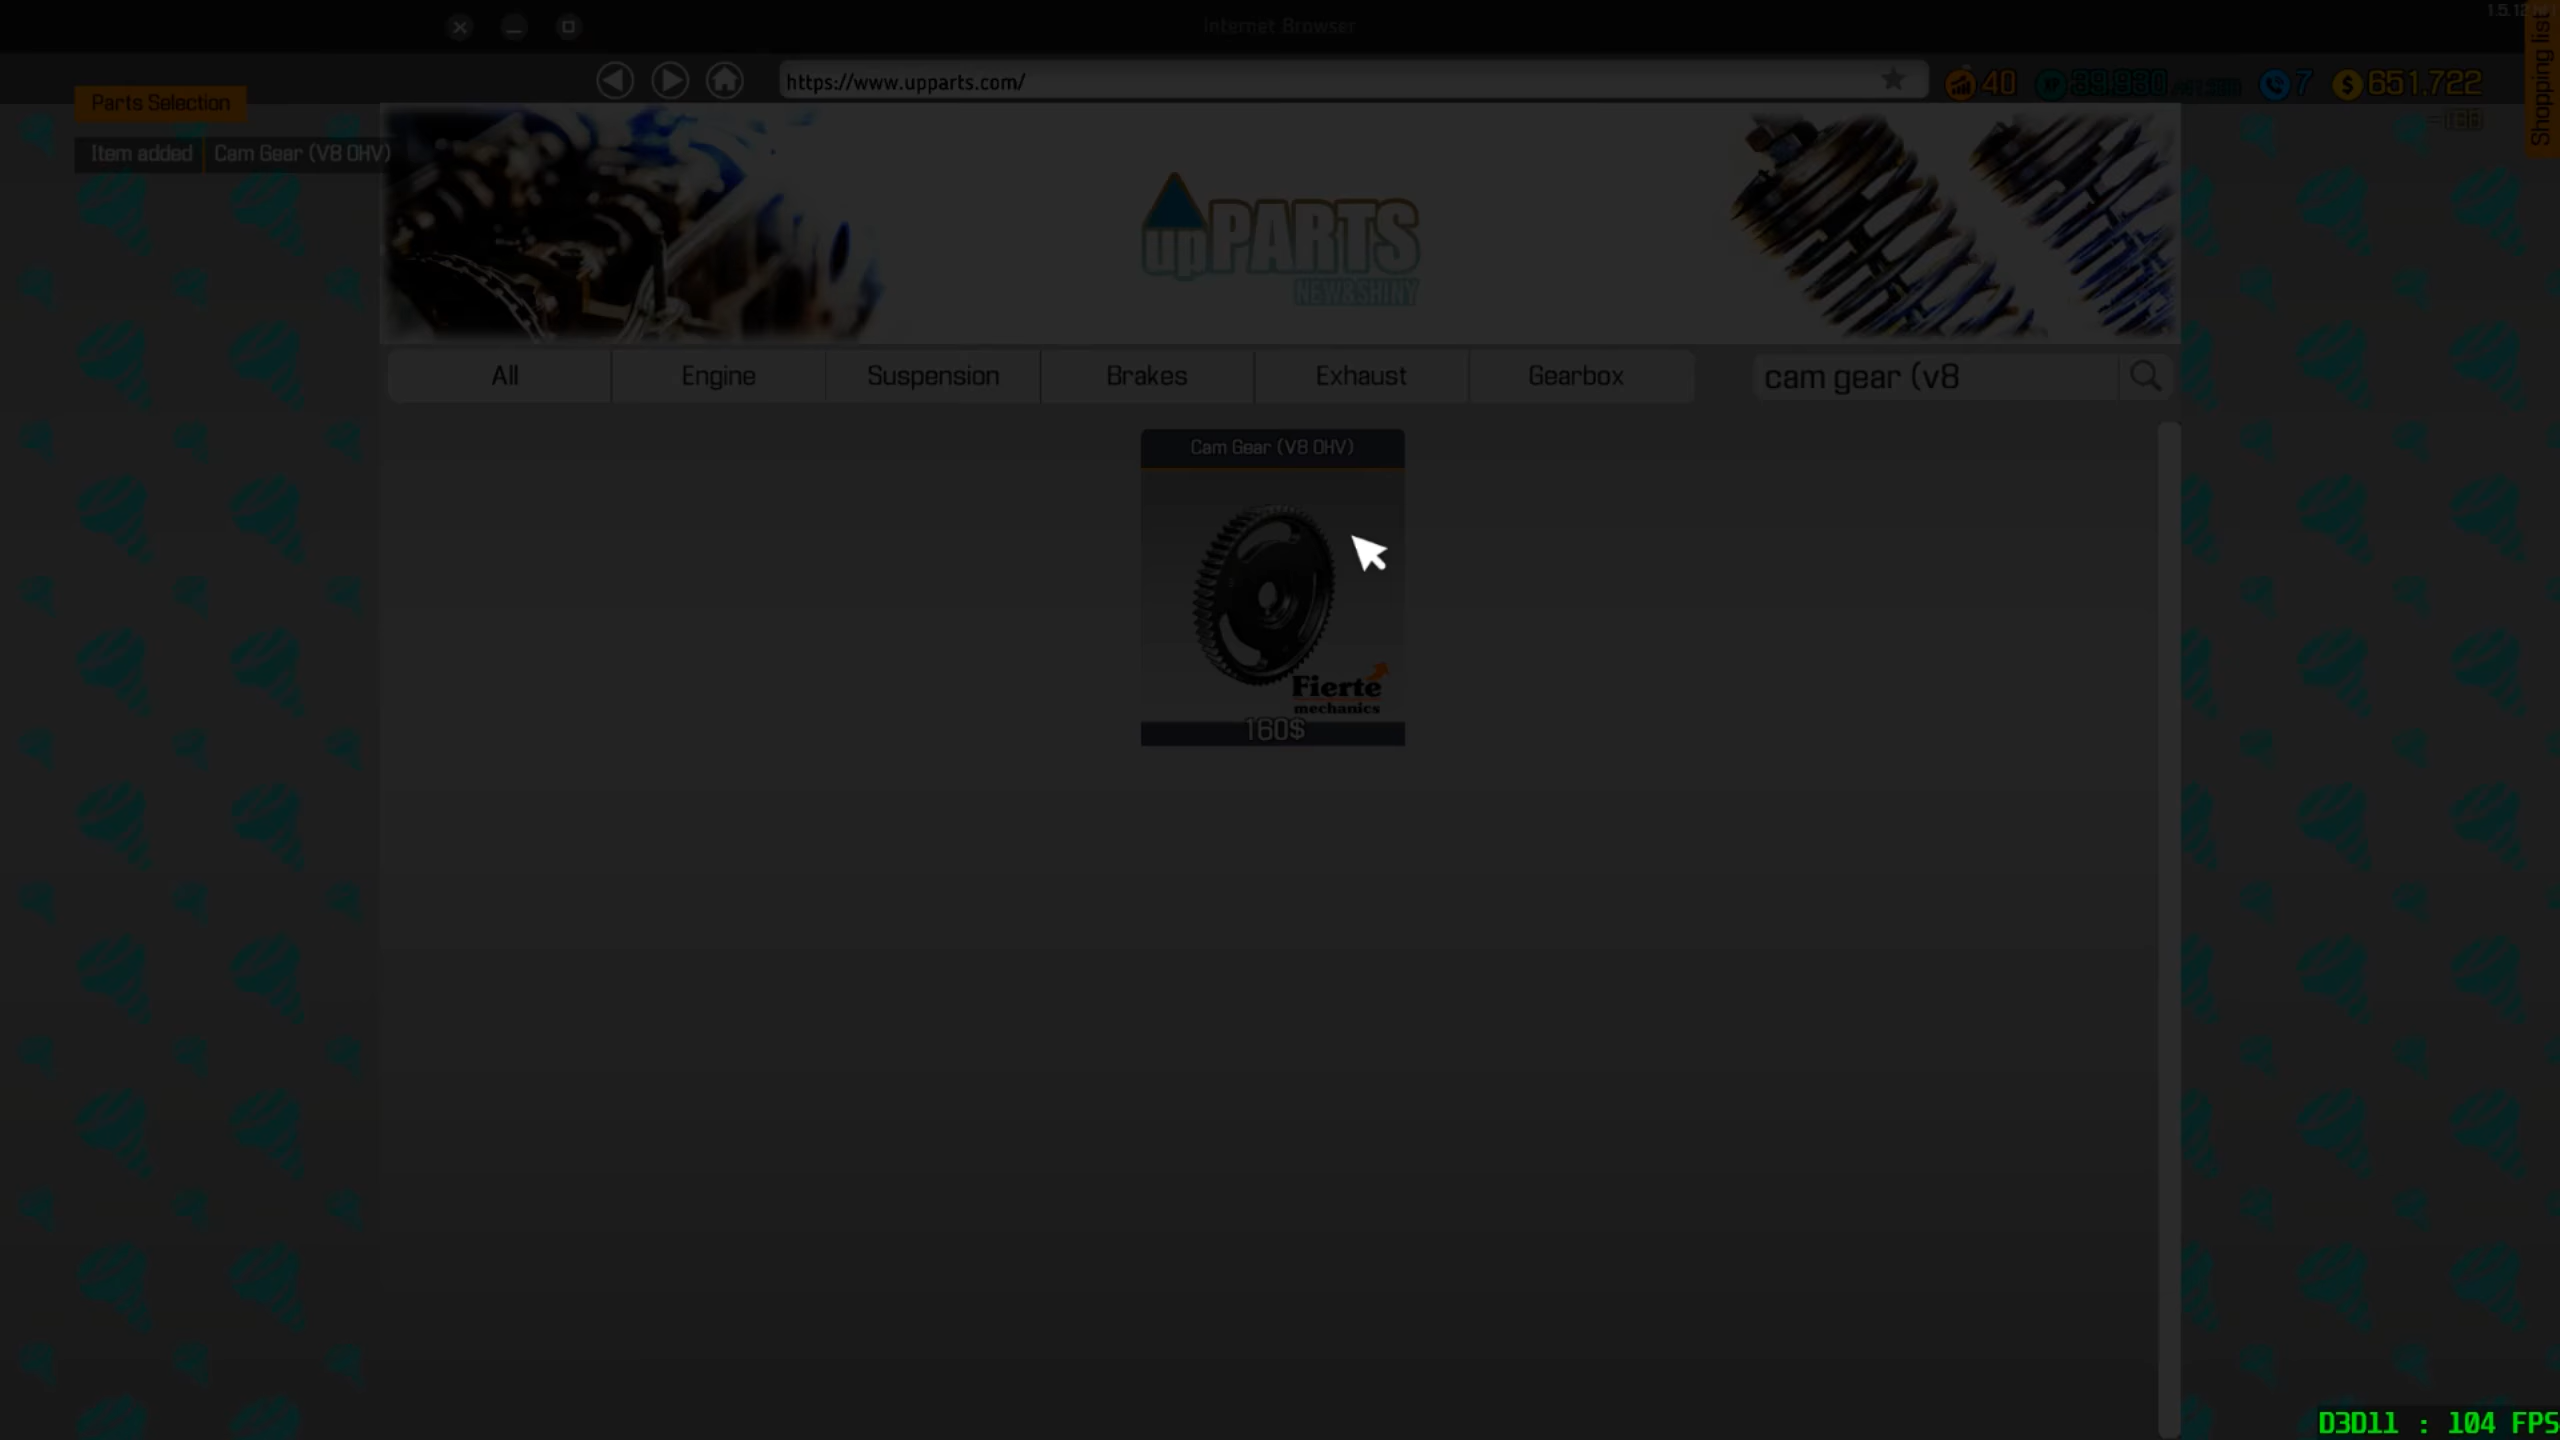 Internet Browser
https://www.upparts.com/
40
7
651.722
Shopping list
Parts Selection
Item added
Cam Gear (V8 OHV)
upPARTS
NEW&SHINY
All
Engine
Suspension
Brakes
Exhaust
Gearbox
cam gear (v8
Cam Gear (V8 OHV)
Fierte
mechanics
160$
D3D11 : 104 FPS